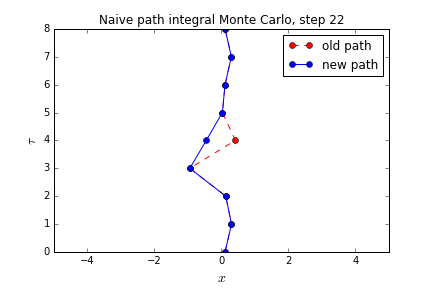 Naive path integral Monte Carlo, step 22
old path
new path
8
7
6
5
4
3
2
1
0
τ
−4
−2
0
2
4
x